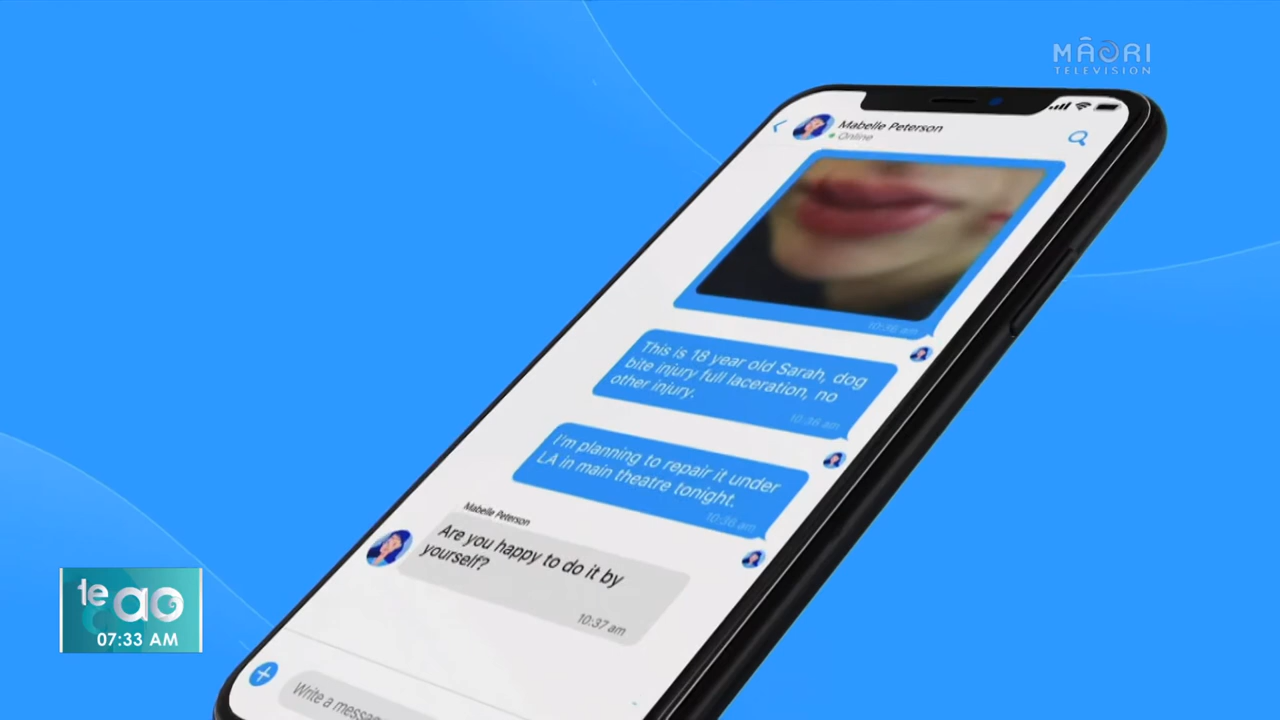 MĀORI
TELEVISION
Mabelle Peterson
Online
10:36 am
This is 18 year old Sarah, dog
bite injury full laceration, no
other injury.
10:36 am
I'm planning to repair it under
LA in main theatre tonight.
10:36 am
Mabelle Peterson
Are you happy to do it by
yourself?
10:37 am
te ao
07:33 AM
Write a message